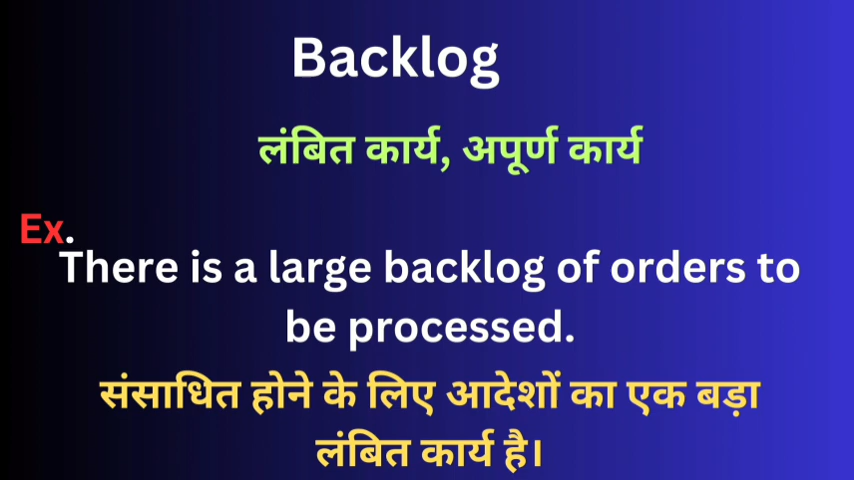 Backlog
लंबित कार्य, अपूर्ण कार्य
Ex.
There is a large backlog of orders to
be processed.
संसाधित होने के लिए आदेशों का एक बड़ा
लंबित कार्य है।